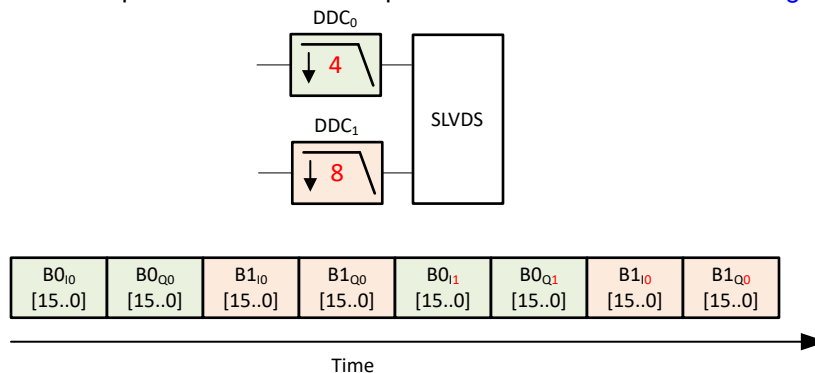 DDC0
4
SLVDS
DDC1
8
B0I0 B0Q0 B1I0 B1Q0 B0I1 B0Q1 B1I0 B1Q0
[15..0] [15..0] [15..0] [15..0] [15..0] [15..0] [15..0] [15..0]
Time